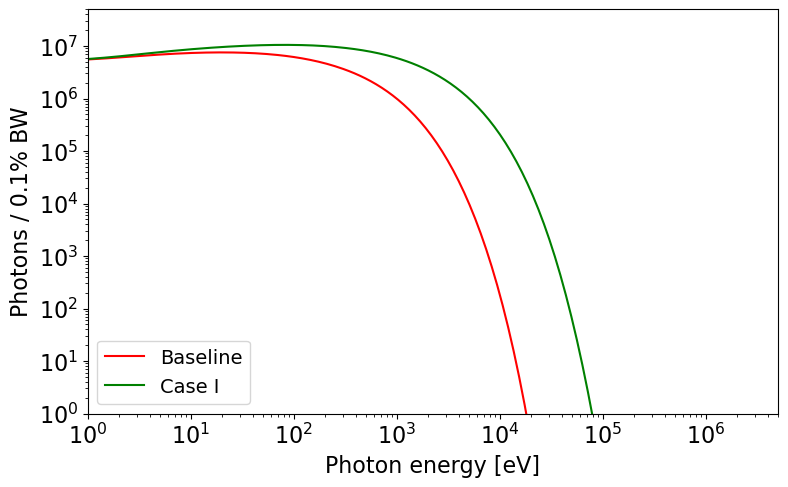 Photons / 0.1% BW
10⁷
10⁶
10⁵
10⁴
10³
10²
10¹
10⁰
Baseline
Case I
10⁰ 10¹ 10² 10³ 10⁴ 10⁵ 10⁶
Photon energy [eV]